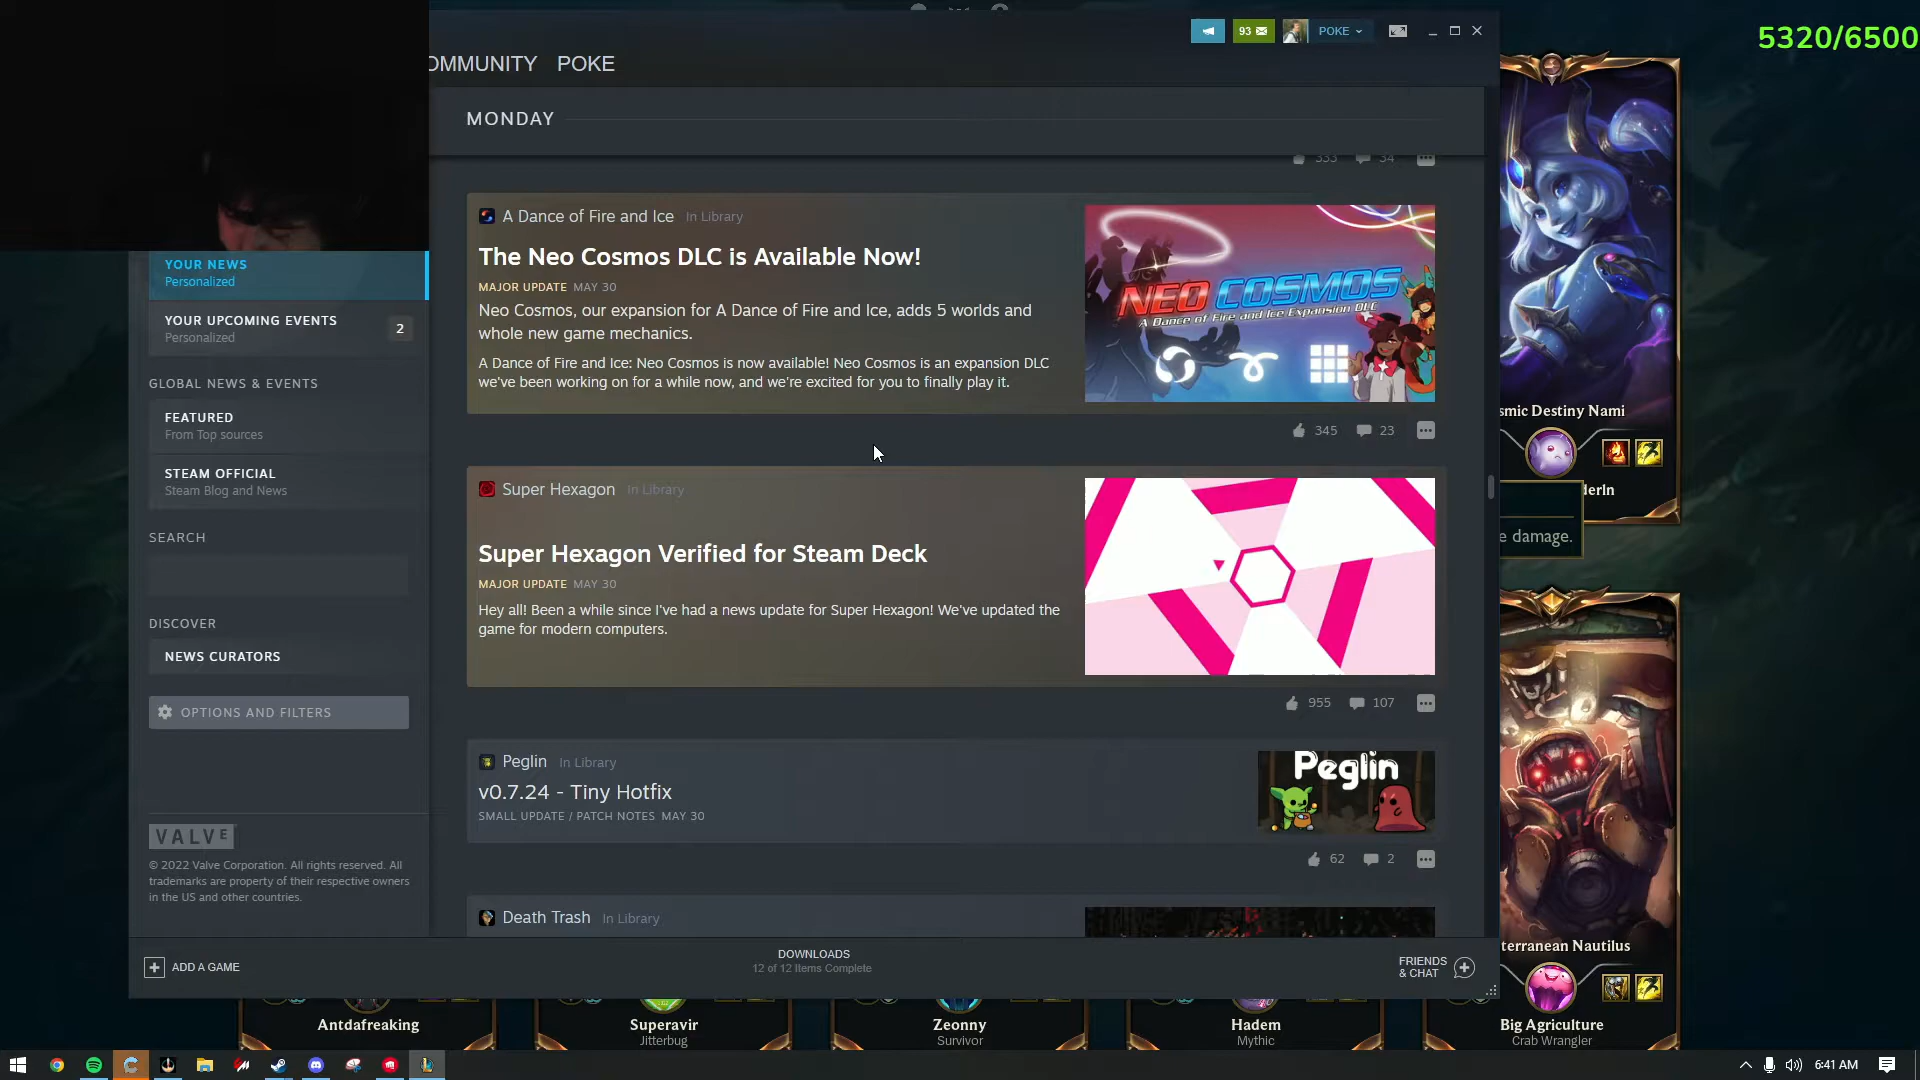 5320/6500
93
POKE
OMMUNITY POKE
MONDAY
333 34
A Dance of Fire and Ice In Library
The Neo Cosmos DLC is Available Now!
MAJOR UPDATE MAY 30
Neo Cosmos, our expansion for A Dance of Fire and Ice, adds 5 worlds and
whole new game mechanics.
A Dance of Fire and Ice: Neo Cosmos is now available! Neo Cosmos is an expansion DLC
we've been working on for a while now, and we're excited for you to finally play it.
NEO COSMOS
A Dance of Fire and Ice Expansion DLC
345 23
Super Hexagon In Library
Super Hexagon Verified for Steam Deck
MAJOR UPDATE MAY 30
Hey all! Been a while since I've had a news update for Super Hexagon! We've updated the
game for modern computers.
955 107
Peglin In Library
v0.7.24 - Tiny Hotfix
SMALL UPDATE / PATCH NOTES MAY 30
Peglin
62 2
Death Trash In Library
YOUR NEWS
Personalized
YOUR UPCOMING EVENTS
Personalized
2
GLOBAL NEWS & EVENTS
FEATURED
From Top sources
STEAM OFFICIAL
Steam Blog and News
SEARCH
DISCOVER
NEWS CURATORS
OPTIONS AND FILTERS
VALVE
© 2022 Valve Corporation. All rights reserved. All
trademarks are property of their respective owners
in the US and other countries.
ADD A GAME
DOWNLOADS
12 of 12 Items Complete
FRIENDS
& CHAT
smic Destiny Nami
derln
e damage.
terranean Nautilus
Antdafreaking
Superavir
Jitterbug
Zeonny
Survivor
Hadem
Mythic
Big Agriculture
Crab Wrangler
6:41 AM